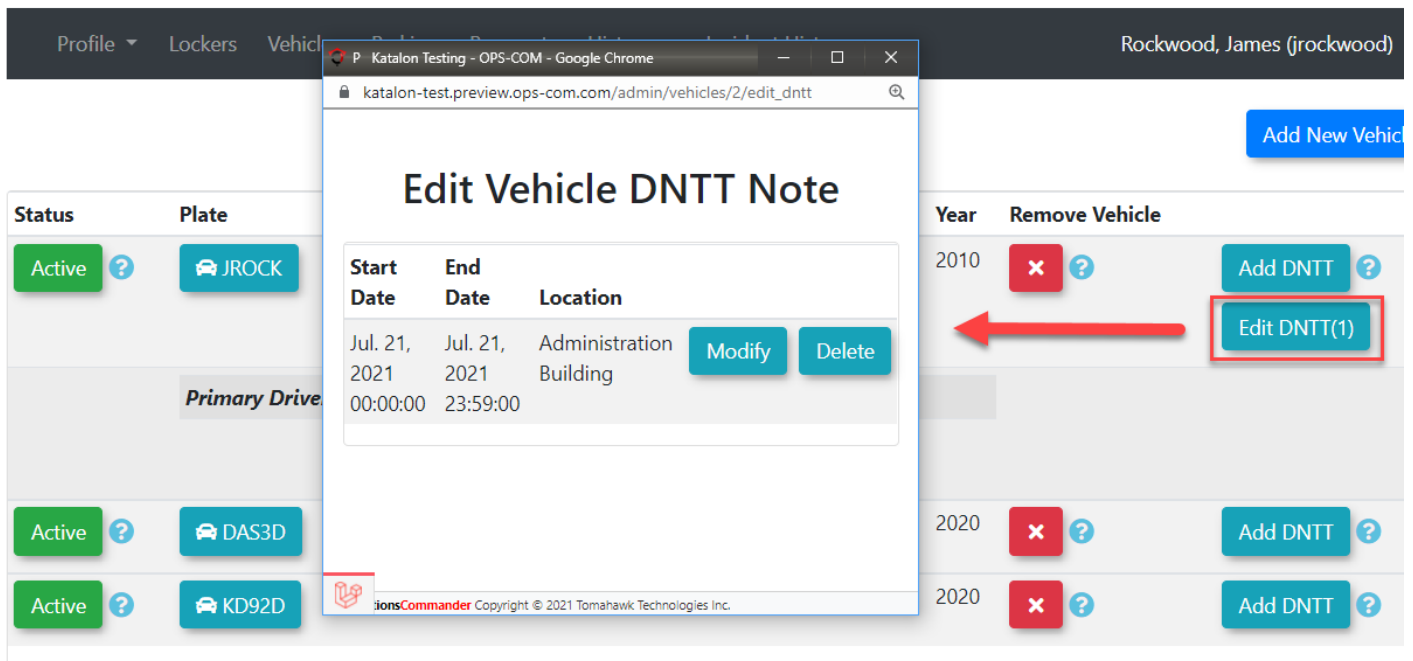 Profile Lockers
Rockwood, James (jrockwood)
P Katalon Testing - OPS-COM - Google Chrome
katalon-test.preview.ops-com.com/admin/vehicles/2/edit_dntt
Add New
Edit Vehicle DNTT Note
Start Date End Date Location
Jul. 21, 2021 00:00:00 Jul. 21, 2021 23:59:00 Administration Building Modify Delete
Status Plate Year Remove Vehicle
Active ? JROCK 2010 Add DNTT ?
Edit DNTT(1)
Primary
Active ? DAS3D 2020 ? Add DNTT ?
Active ? KD92D 2020 ? Add DNTT ?
tionsCommander Copyright © 2021 Tomahawk Technologies Inc.